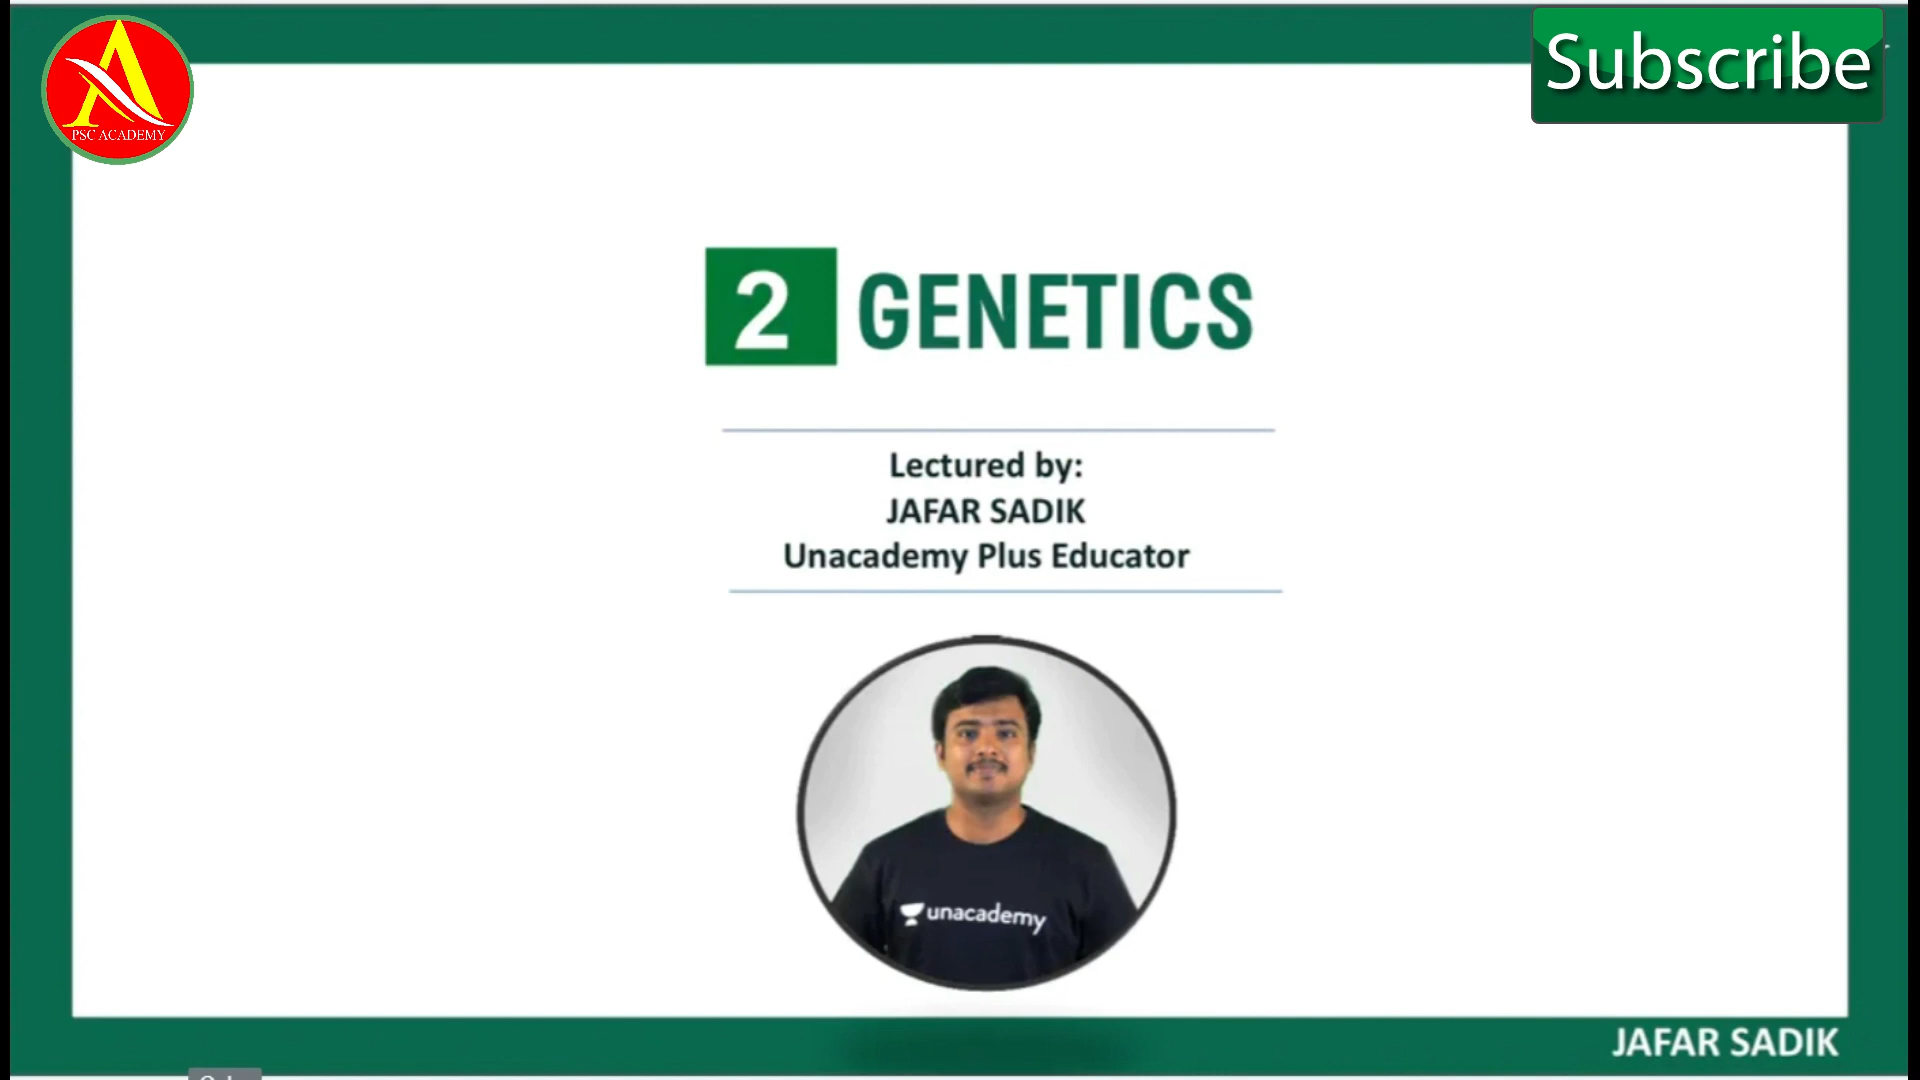 A
PSC ACADEMY
Subscribe
2 GENETICS
Lectured by:
JAFAR SADIK
Unacademy Plus Educator
unacademy
JAFAR SADIK